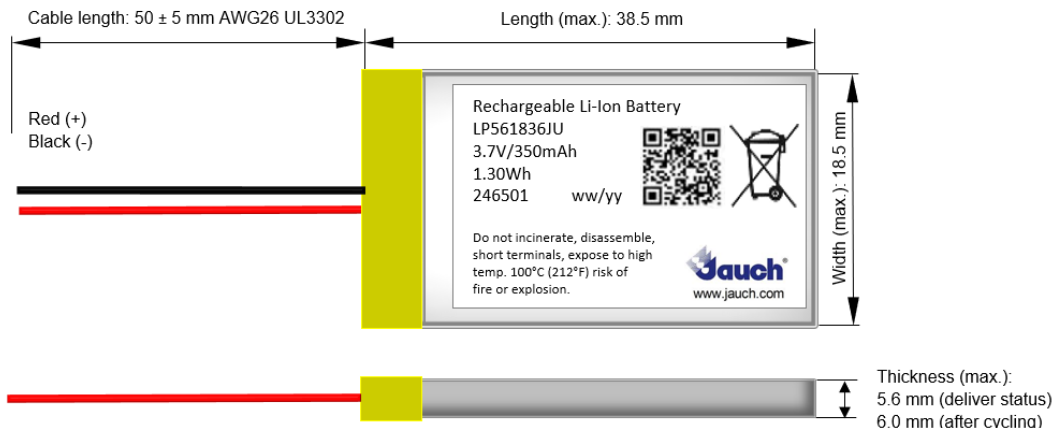 Cable length: 50 ± 5 mm AWG26 UL3302
Length (max.): 38.5 mm
Red (+)
Black (-)
Rechargeable Li-Ion Battery
LP561836JU
3.7V/350mAh
1.30Wh
246501 ww/yy
Do not incinerate, disassemble,
short terminals, expose to high
temp. 100°C (212°F) risk of
fire or explosion.
Jauch®
www.jauch.com
Width (max.): 18.5 mm
Thickness (max.):
5.6 mm (deliver status)
6.0 mm (after cycling)